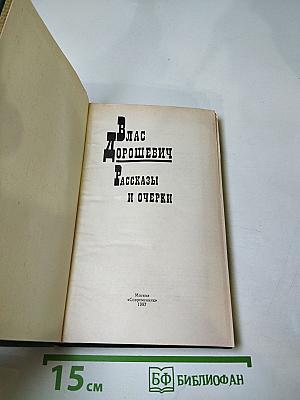 Влас
Дорошевич
Рассказы
и очерки
Москва
«Современник»
1987
15 см
БФ БИБЛИОФАН